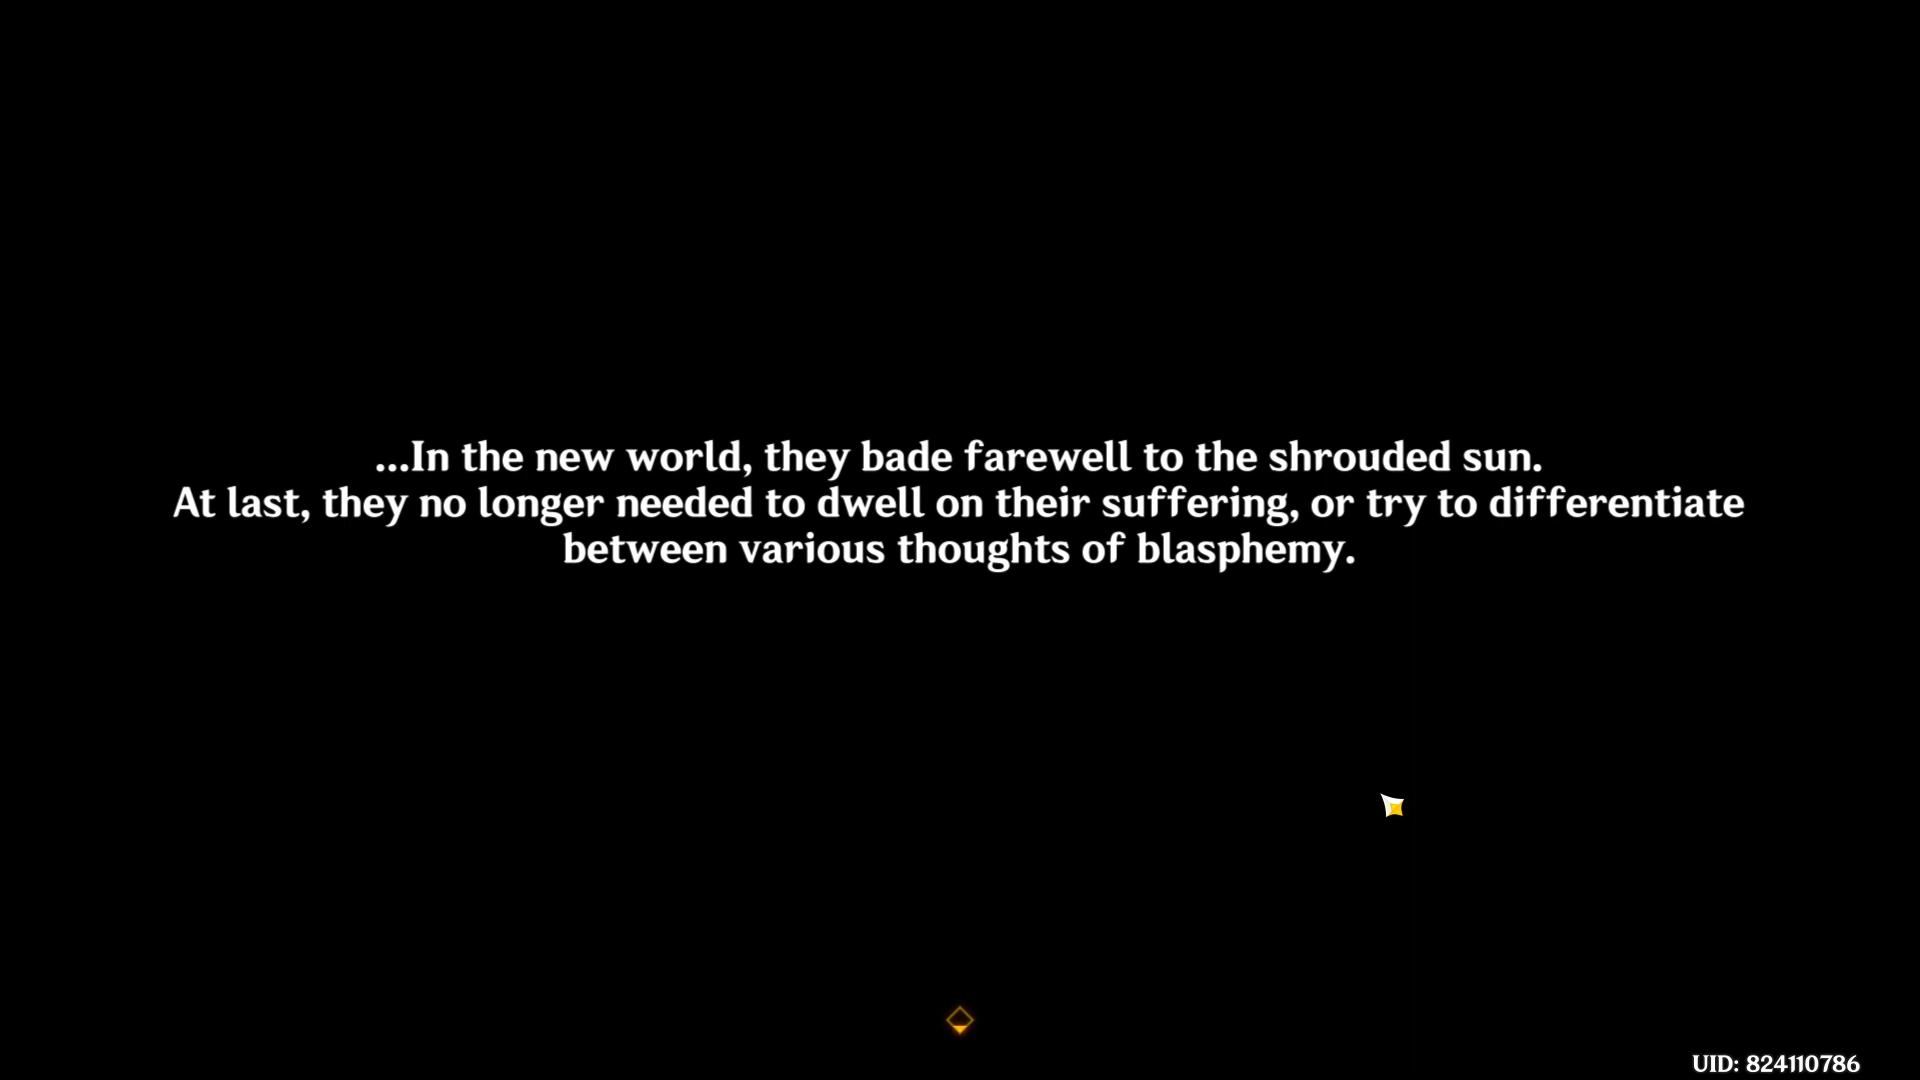 ...In the new world, they bade farewell to the shrouded sun.
At last, they no longer needed to dwell on their suffering, or try to differentiate
between various thoughts of blasphemy.
UID: 824110786